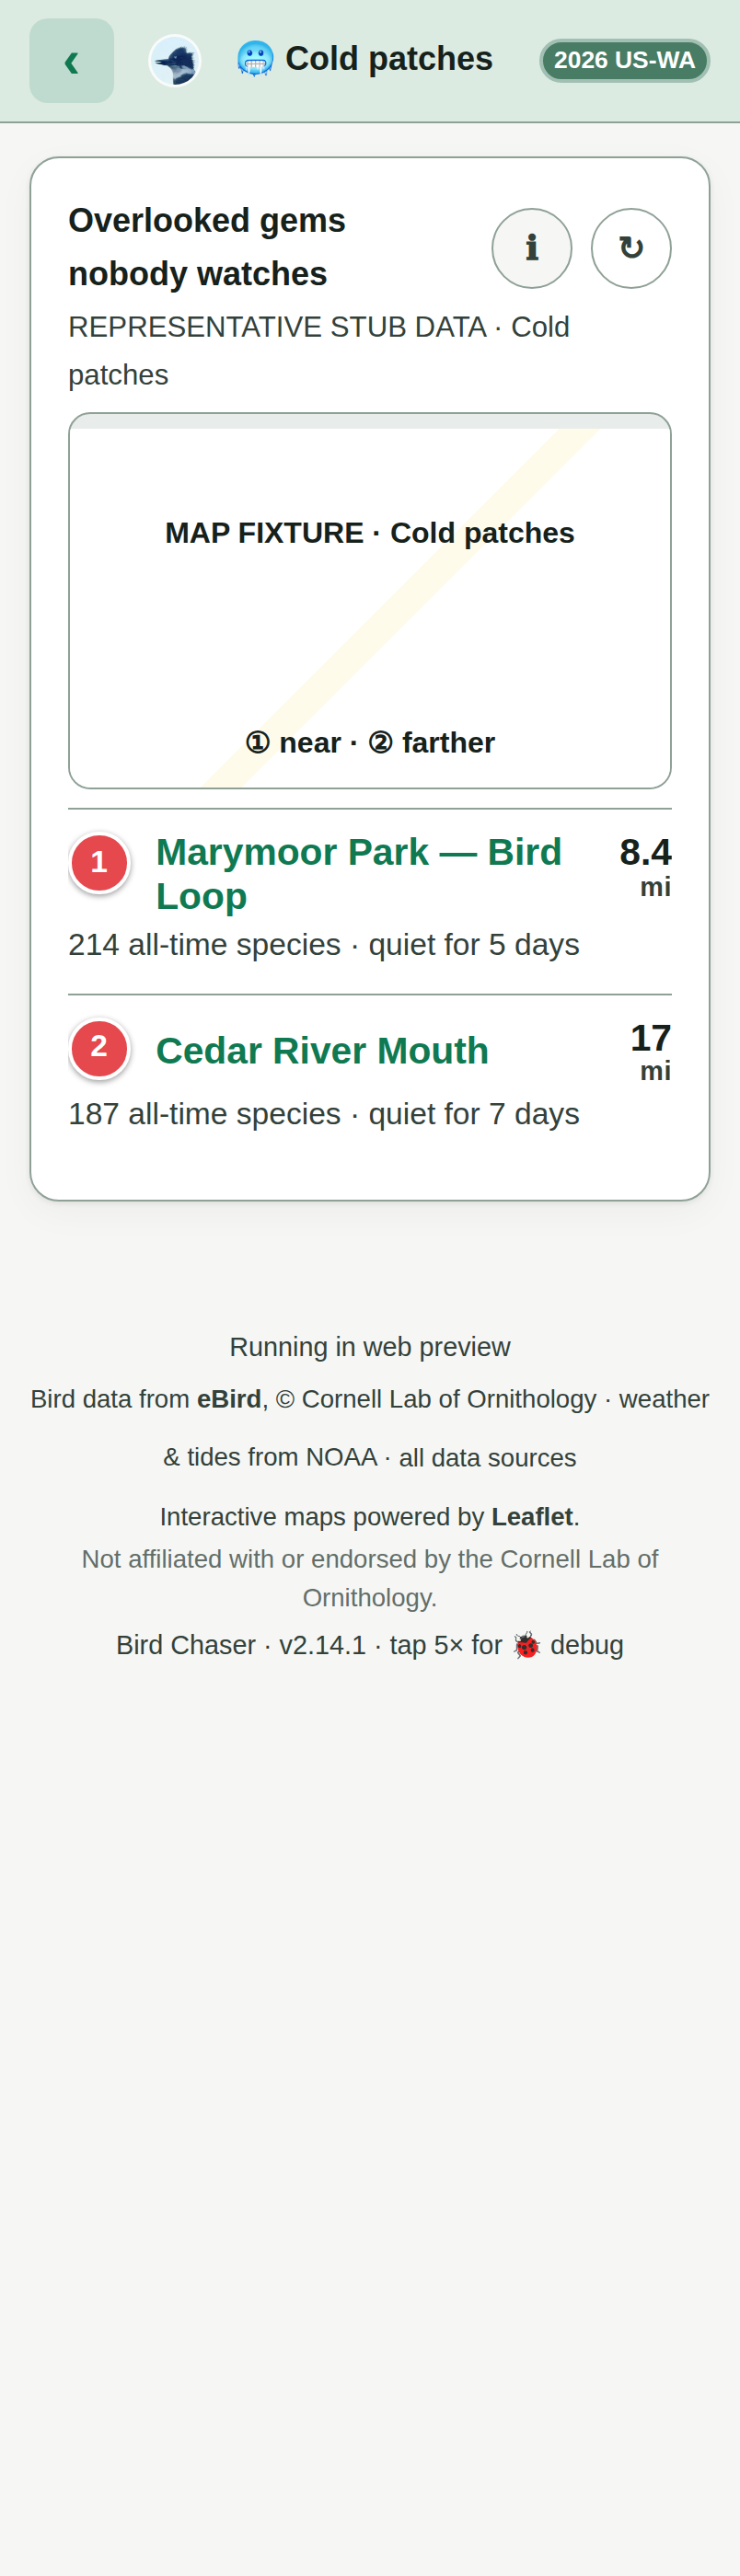 ‹ 🥶 Cold patches 2026 US-WA
Overlooked gems
nobody watches
ℹ ↻
REPRESENTATIVE STUB DATA · Cold
patches
MAP FIXTURE · Cold patches
① near · ② farther
1 Marymoor Park — Bird
Loop
8.4
mi
214 all-time species · quiet for 5 days
2 Cedar River Mouth
17
mi
187 all-time species · quiet for 7 days
Running in web preview
Bird data from eBird, © Cornell Lab of Ornithology · weather
& tides from NOAA · all data sources
Interactive maps powered by Leaflet.
Not affiliated with or endorsed by the Cornell Lab of
Ornithology.
Bird Chaser · v2.14.1 · tap 5× for 🐞 debug